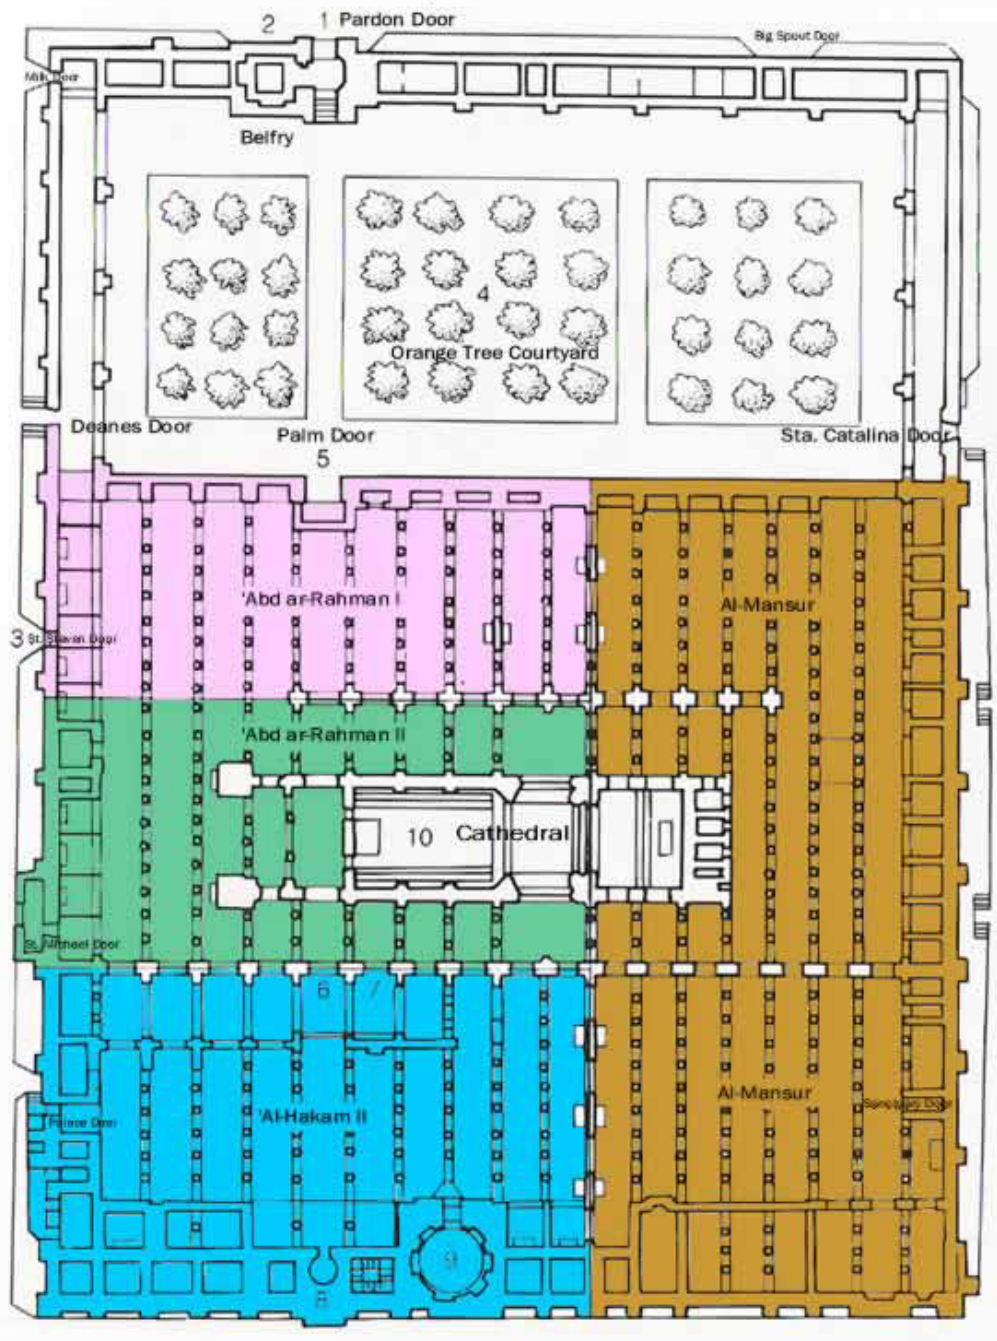 2
1 Pardon Door
Big Spout Door
Milk Door
Belfry
4
Orange Tree Courtyard
Deanes Door
Palm Door
5
Sta. Catalina Door
'Abd ar-Rahman I
Al-Mansur
3 St. Steven Door
'Abd ar-Rahman II
10 Cathedral
St. Michael Door
6 7
Al-Mansur
Sanctuary Door
'Al-Hakam II
Palace Door
9
8